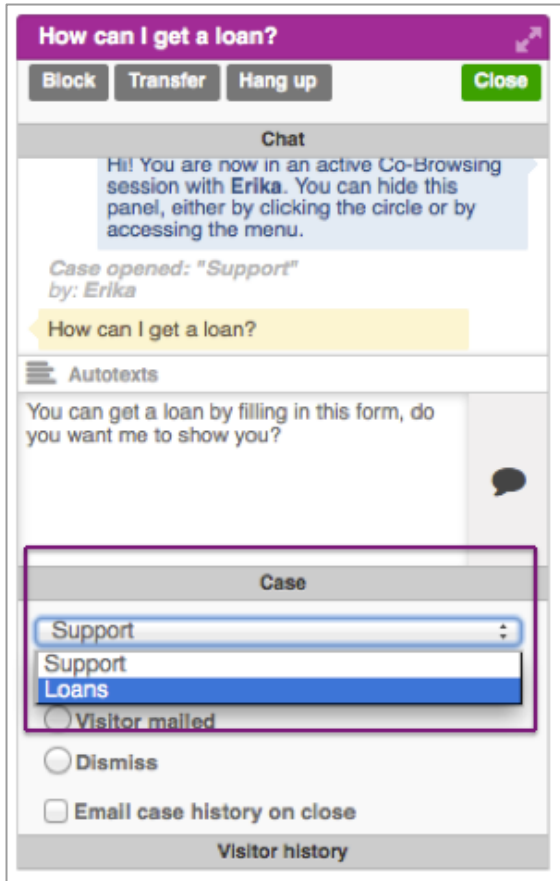 How can I get a loan?
Block Transfer Hang up Close
Chat
Hi! You are now in an active Co-Browsing
session with Erika. You can hide this
panel, either by clicking the circle or by
accessing the menu.
Case opened: "Support"
by: Erika
How can I get a loan?
Autotexts
You can get a loan by filling in this form, do
you want me to show you?
Case
Support
Support
Loans
Visitor mailed
Dismiss
Email case history on close
Visitor history